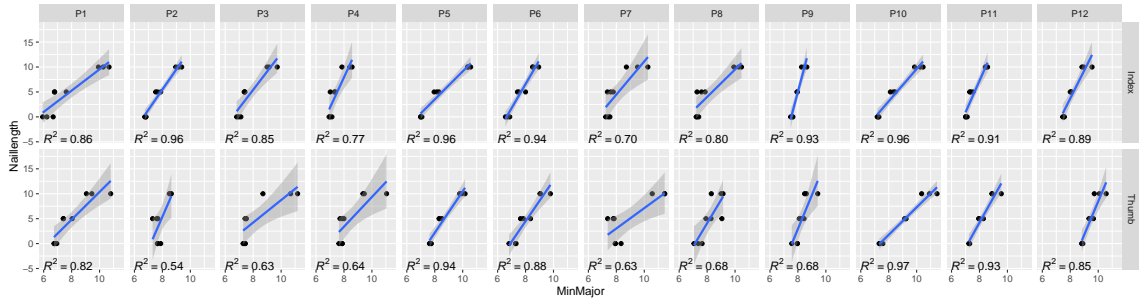 P1 P2 P3 P4 P5 P6 P7 P8 P9 P10 P11 P12
15
10
5
0
−5
R² = 0.86 R² = 0.96 R² = 0.85 R² = 0.77 R² = 0.96 R² = 0.94 R² = 0.70 R² = 0.80 R² = 0.93 R² = 0.96 R² = 0.91 R² = 0.89
Index
Naillength
15
10
5
0
−5
R² = 0.82 R² = 0.54 R² = 0.63 R² = 0.64 R² = 0.94 R² = 0.88 R² = 0.63 R² = 0.68 R² = 0.68 R² = 0.97 R² = 0.93 R² = 0.85
Thumb
6 8 10 6 8 10 6 8 10 6 8 10 6 8 10 6 8 10 6 8 10 6 8 10 6 8 10 6 8 10 6 8 10 6 8 10
MinMajor